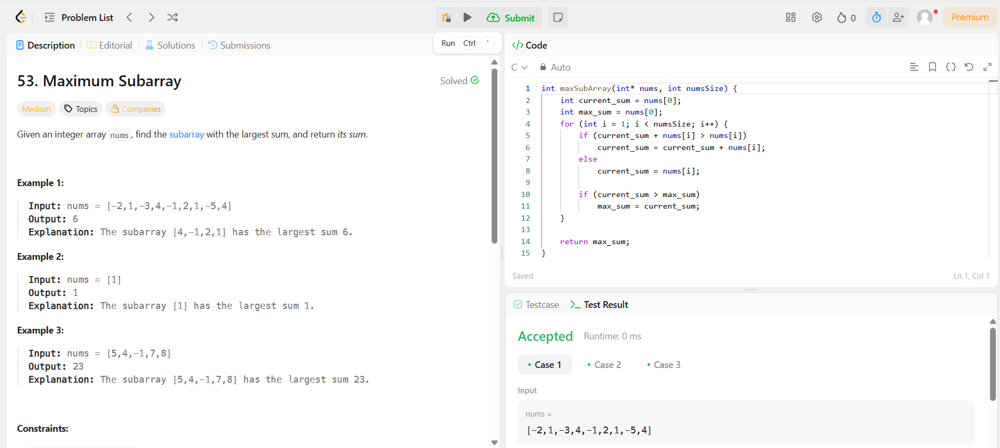 Problem List
Submit
0
Premium
Description
Editorial
Solutions
Submissions
Run Ctrl '
53. Maximum Subarray
Solved
Medium
Topics
Companies
Given an integer array nums, find the subarray with the largest sum, and return its sum.
Example 1:
Input: nums = [-2,1,-3,4,-1,2,1,-5,4]
Output: 6
Explanation: The subarray [4,-1,2,1] has the largest sum 6.
Example 2:
Input: nums = [1]
Output: 1
Explanation: The subarray [1] has the largest sum 1.
Example 3:
Input: nums = [5,4,-1,7,8]
Output: 23
Explanation: The subarray [5,4,-1,7,8] has the largest sum 23.
Constraints:
</> Code
C
Auto
1 int maxSubArray(int* nums, int numsSize) {
2     int current_sum = nums[0];
3     int max_sum = nums[0];
4     for (int i = 1; i < numsSize; i++) {
5         if (current_sum + nums[i] > nums[i])
6             current_sum = current_sum + nums[i];
7         else
8             current_sum = nums[i];
9
10         if (current_sum > max_sum)
11             max_sum = current_sum;
12     }
13
14     return max_sum;
15 }
Saved
Ln 1, Col 1
Testcase
>_ Test Result
Accepted
Runtime: 0 ms
• Case 1
• Case 2
• Case 3
Input
nums =
[-2,1,-3,4,-1,2,1,-5,4]